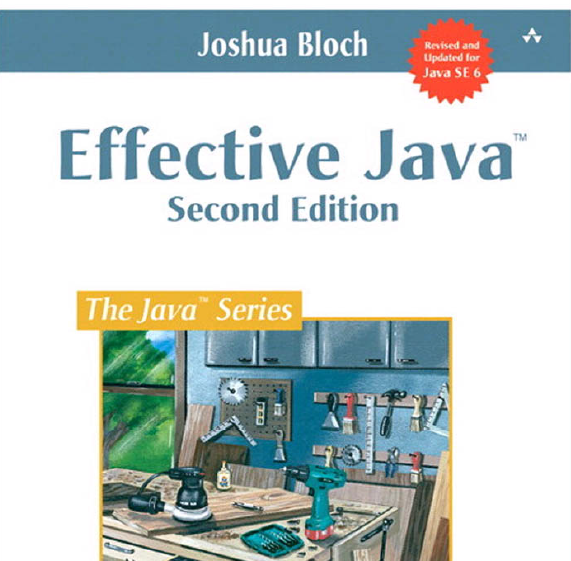 Joshua Bloch
Revised and
Updated for
Java SE 6
Effective Java™
Second Edition
The Java™ Series